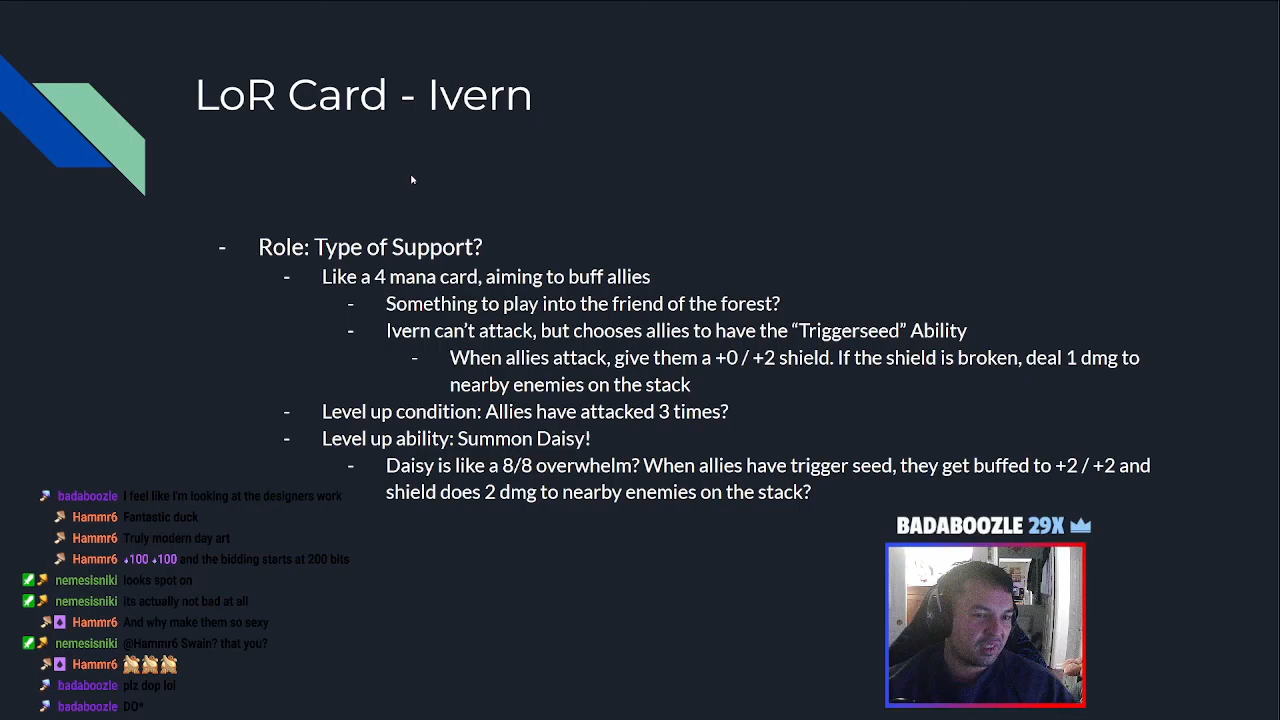 LoR Card - Ivern
- Role: Type of Support?
- Like a 4 mana card, aiming to buff allies
- Something to play into the friend of the forest?
- Ivern can't attack, but chooses allies to have the “Triggerseed” Ability
- When allies attack, give them a +0 / +2 shield. If the shield is broken, deal 1 dmg to
nearby enemies on the stack
- Level up condition: Allies have attacked 3 times?
- Level up ability: Summon Daisy!
- Daisy is like a 8/8 overwhelm? When allies have trigger seed, they get buffed to +2 / +2 and
shield does 2 dmg to nearby enemies on the stack?
badaboozle I feel like I'm looking at the designers work
Hammr6 Fantastic duck
Hammr6 Truly modern day art
Hammr6 100 100 and the bidding starts at 200 bits
nemesisniki looks spot on
nemesisniki Its actually not bad at all
Hammr6 And why make them so sexy
nemesisniki @Hammr6 Swain? that you?
Hammr6
badaboozle plz dop lol
badaboozle DO*
BADABOOZLE 29X